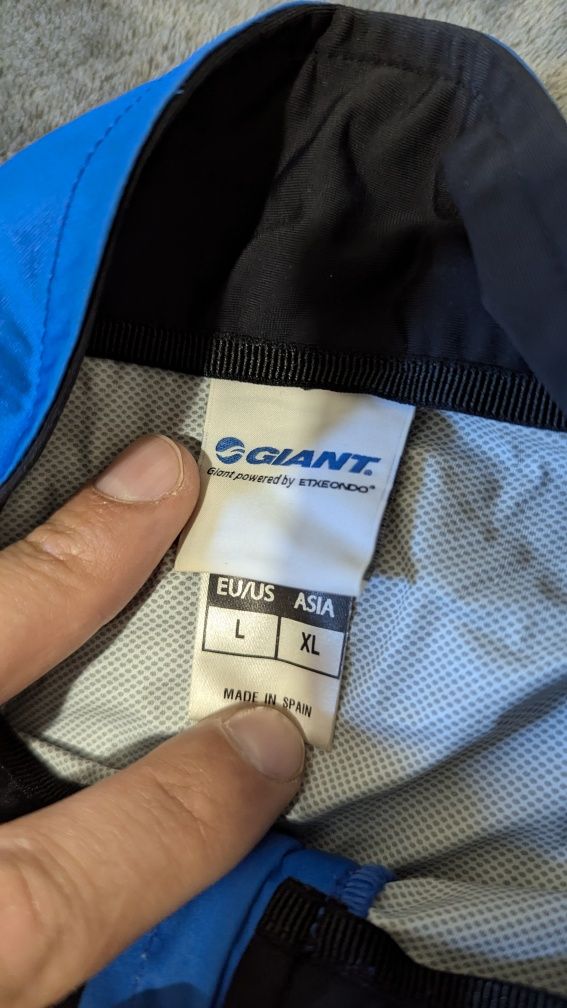 GIANT.
Giant powered by ETXEONDO®
EU/US ASIA
L XL
MADE IN SPAIN